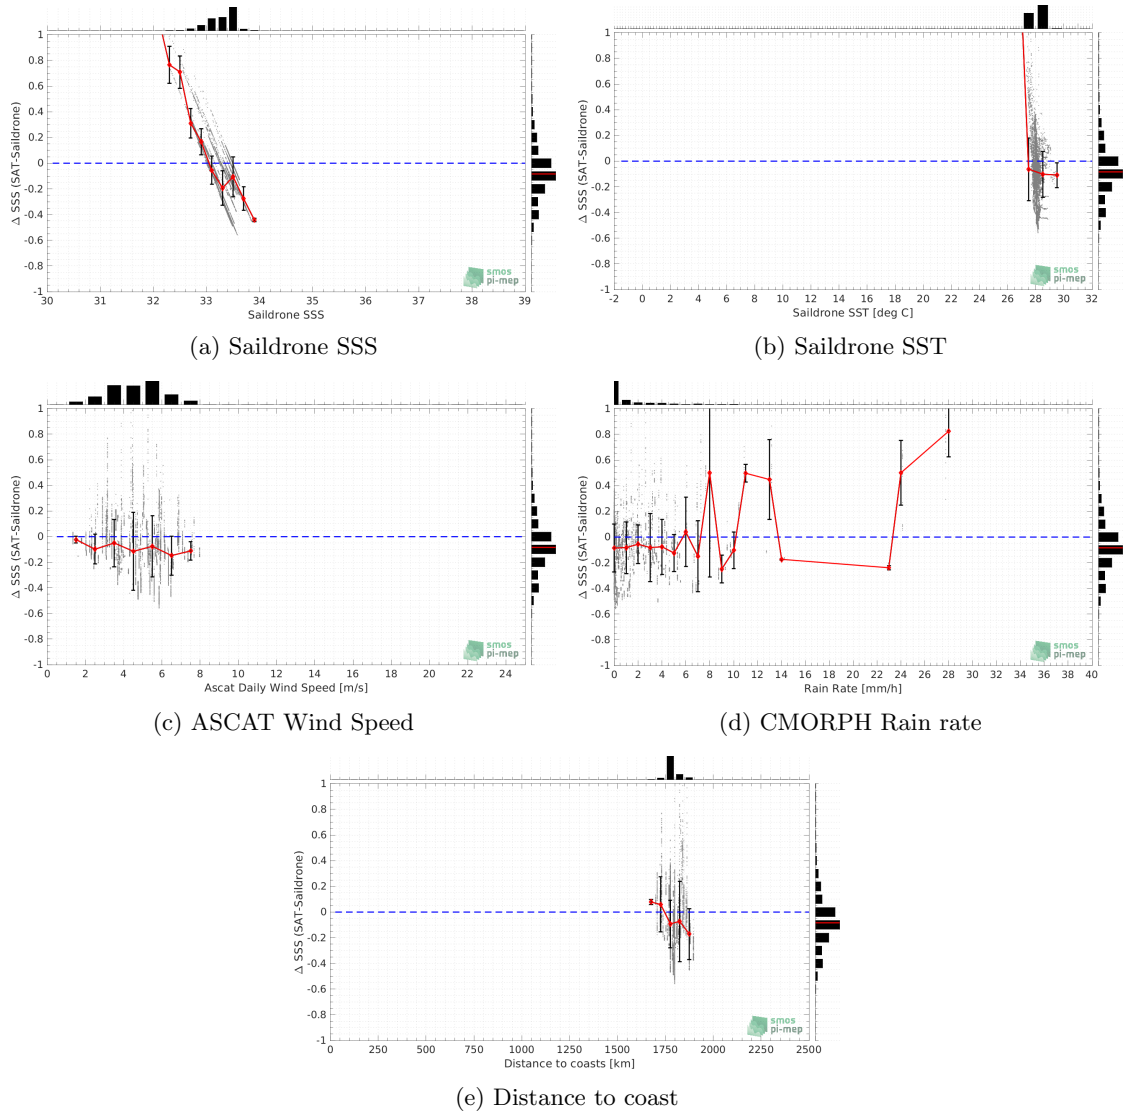 1
0.8
0.6
0.4
0.2
0
-0.2
-0.4
-0.6
-0.8
-1
Δ SSS (SAT-Saildrone)
smos
pi-mep
30 31 32 33 34 35 36 37 38 39
Saildrone SSS
(a) Saildrone SSS
1
0.8
0.6
0.4
0.2
0
-0.2
-0.4
-0.6
-0.8
-1
Δ SSS (SAT-Saildrone)
smos
pi-mep
-2 0 2 4 6 8 10 12 14 16 18 20 22 24 26 28 30 32
Saildrone SST [deg C]
(b) Saildrone SST
1
0.8
0.6
0.4
0.2
0
-0.2
-0.4
-0.6
-0.8
-1
Δ SSS (SAT-Saildrone)
smos
pi-mep
0 2 4 6 8 10 12 14 16 18 20 22 24
Ascat Daily Wind Speed [m/s]
(c) ASCAT Wind Speed
1
0.8
0.6
0.4
0.2
0
-0.2
-0.4
-0.6
-0.8
-1
Δ SSS (SAT-Saildrone)
smos
pi-mep
0 2 4 6 8 10 12 14 16 18 20 22 24 26 28 30 32 34 36 38 40
Rain Rate [mm/h]
(d) CMORPH Rain rate
1
0.8
0.6
0.4
0.2
0
-0.2
-0.4
-0.6
-0.8
-1
Δ SSS (SAT-Saildrone)
smos
pi-mep
0 250 500 750 1000 1250 1500 1750 2000 2250 2500
Distance to coasts [km]
(e) Distance to coast